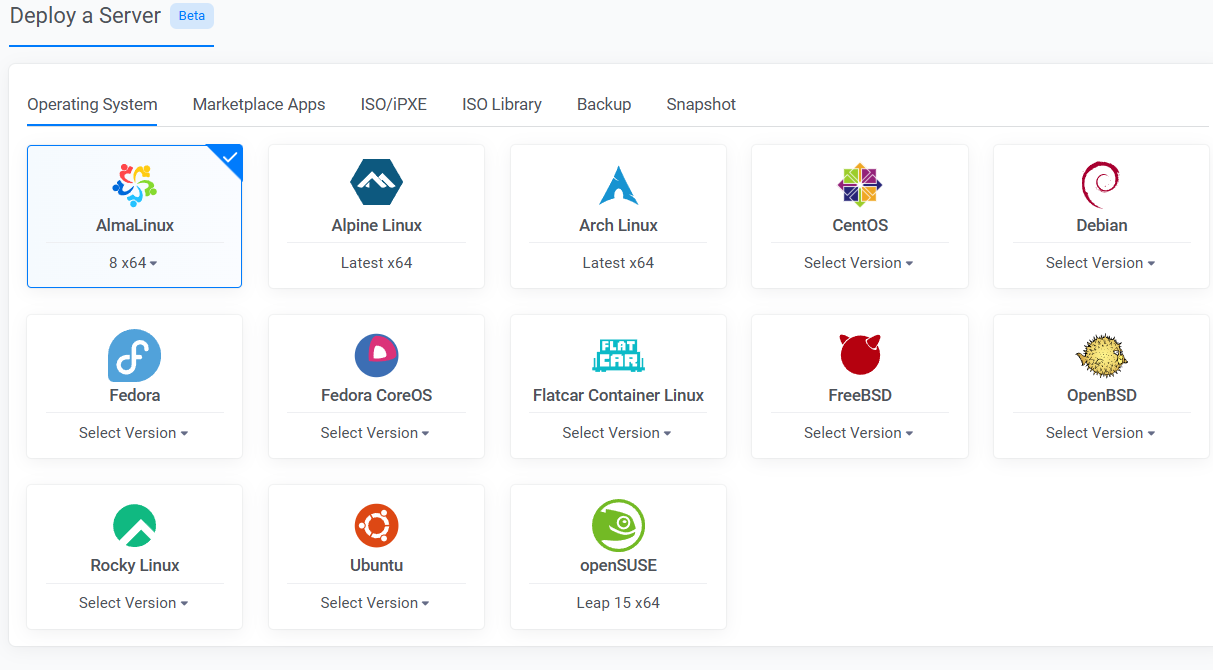 Deploy a Server Beta
Operating System Marketplace Apps ISO/iPXE ISO Library Backup Snapshot
AlmaLinux
8 x64
Alpine Linux
Latest x64
Arch Linux
Latest x64
CentOS
Select Version
Debian
Select Version
Fedora
Select Version
Fedora CoreOS
Select Version
FLAT
CAR
Flatcar Container Linux
Select Version
FreeBSD
Select Version
OpenBSD
Select Version
Rocky Linux
Select Version
Ubuntu
Select Version
openSUSE
Leap 15 x64